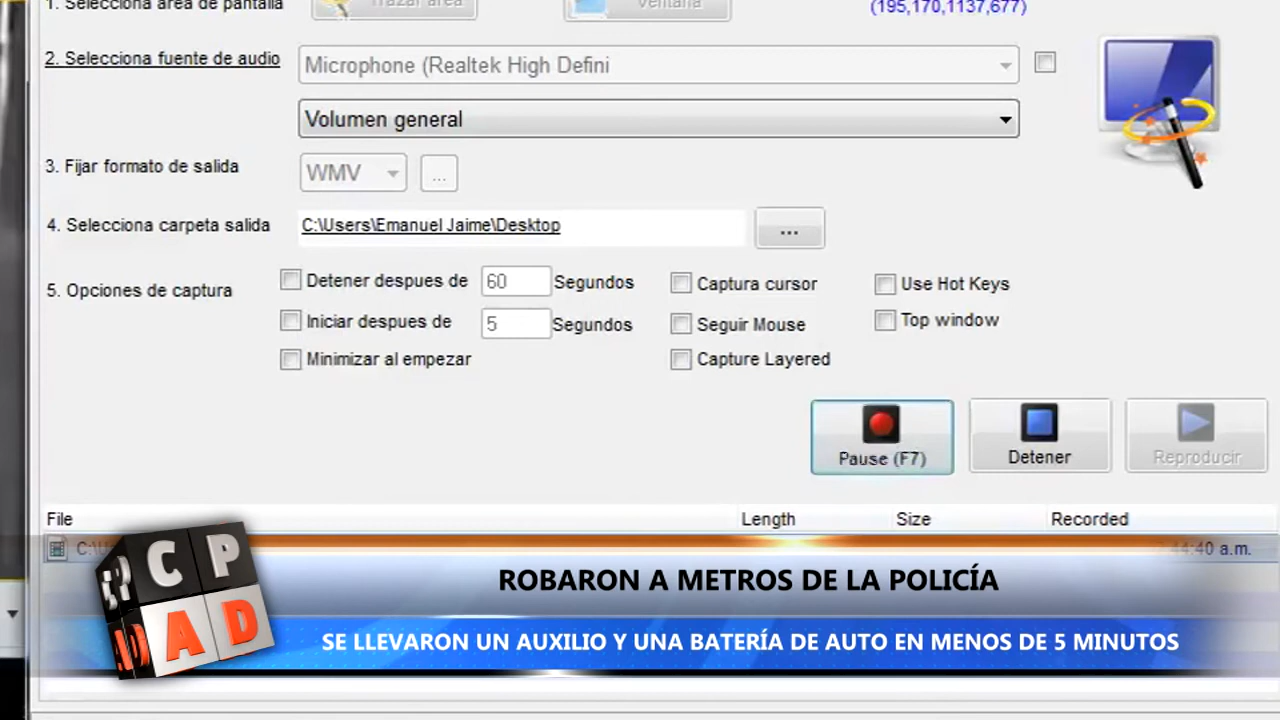 1. Selecciona área de pantalla
Trazar área
Ventana
(195,170,1137,677)
2. Selecciona fuente de audio
Microphone (Realtek High Defini
Volumen general
3. Fijar formato de salida
WMV
...
4. Selecciona carpeta salida
C:\Users\Emanuel Jaime\Desktop
...
5. Opciones de captura
Detener despues de 60 Segundos
Captura cursor
Use Hot Keys
Iniciar despues de 5 Segundos
Seguir Mouse
Top window
Minimizar al empezar
Capture Layered
Pause (F7)
Detener
Reproducir
File Length Size Recorded
44:40 a.m.
CP
AD
ROBARON A METROS DE LA POLICÍA
SE LLEVARON UN AUXILIO Y UNA BATERÍA DE AUTO EN MENOS DE 5 MINUTOS